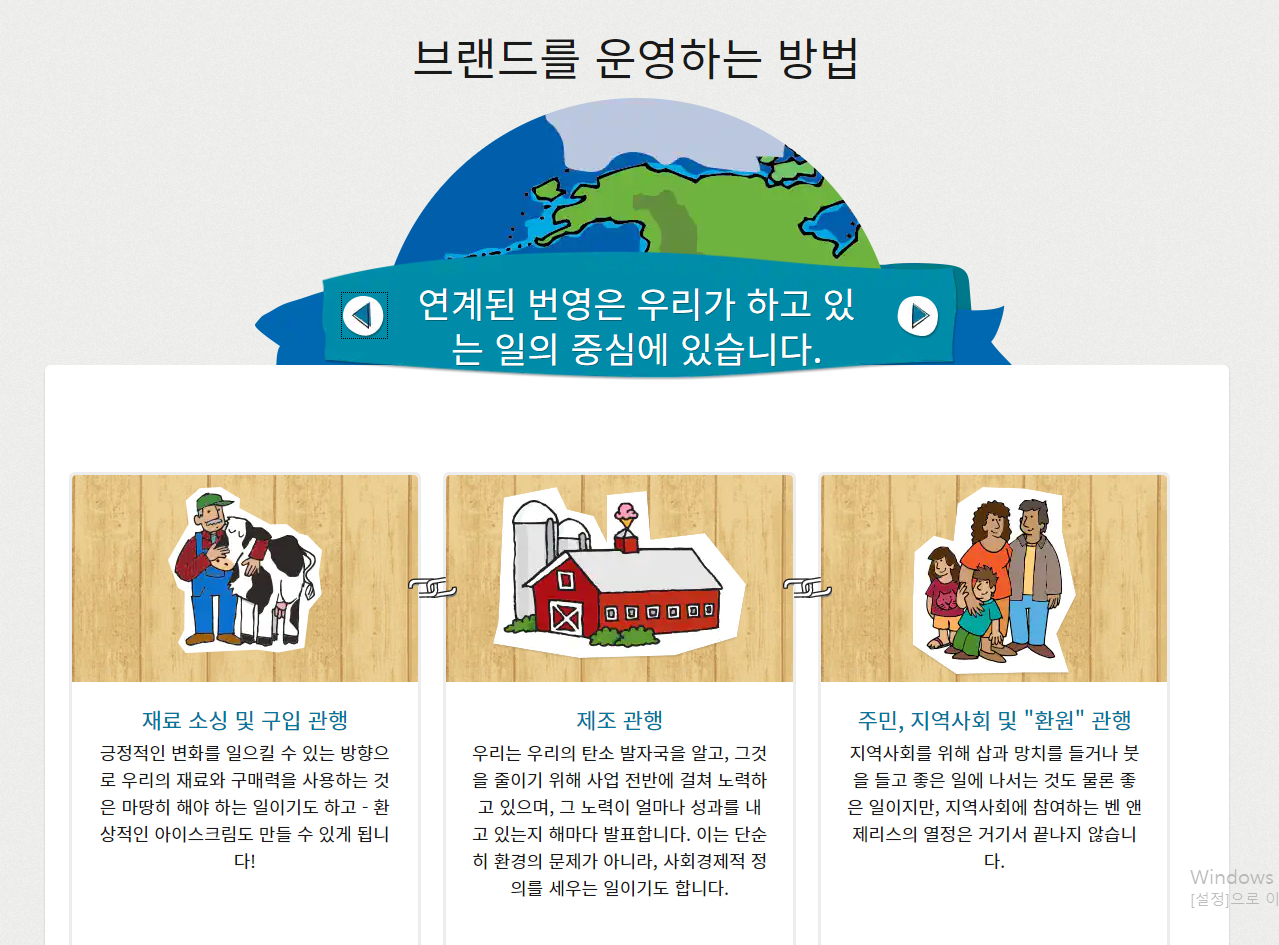 브랜드를 운영하는 방법
연계된 번영은 우리가 하고 있
는 일의 중심에 있습니다.
재료 소싱 및 구입 관행
긍정적인 변화를 일으킬 수 있는 방향으
로 우리의 재료와 구매력을 사용하는 것
은 마땅히 해야 하는 일이기도 하고 - 환
상적인 아이스크림도 만들 수 있게 됩니
다!
제조 관행
우리는 우리의 탄소 발자국을 알고, 그것
을 줄이기 위해 사업 전반에 걸쳐 노력하
고 있으며, 그 노력이 얼마나 성과를 내
고 있는지 해마다 발표합니다. 이는 단순
히 환경의 문제가 아니라, 사회경제적 정
의를 세우는 일이기도 합니다.
주민, 지역사회 및 "환원" 관행
지역사회를 위해 삽과 망치를 들거나 붓
을 들고 좋은 일에 나서는 것도 물론 좋
은 일이지만, 지역사회에 참여하는 벤 앤
제리스의 열정은 거기서 끝나지 않습니
다.
Windows
[설정]으로 이